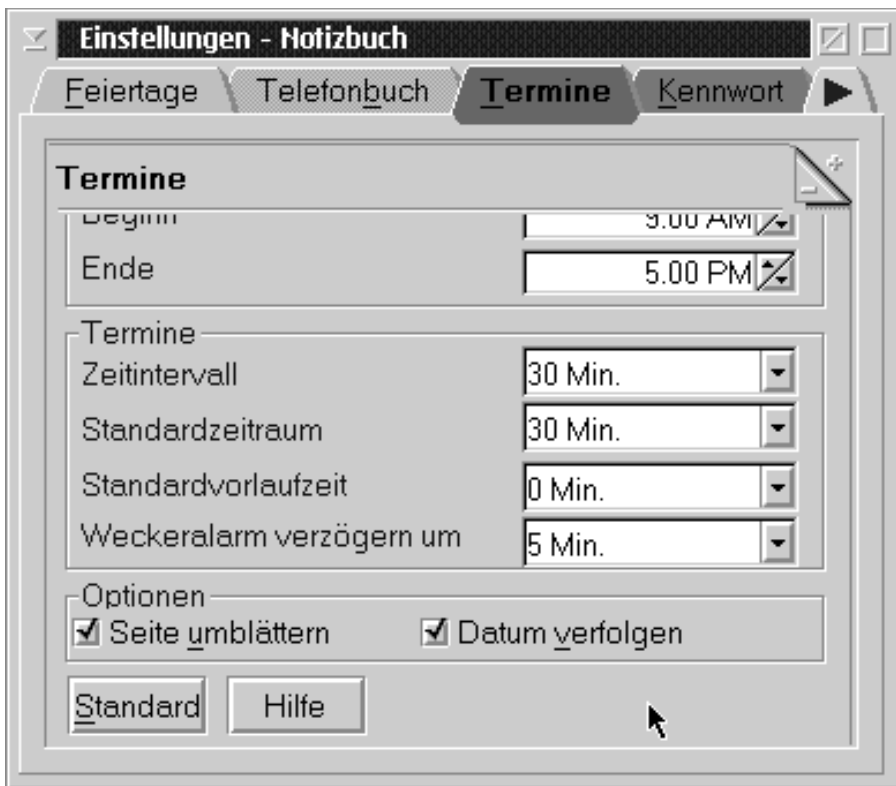 Einstellungen - Notizbuch
Feiertage Telefonbuch Termine Kennwort
Termine
Beginn 9.00 AM
Ende 5.00 PM
Termine
Zeitintervall 30 Min.
Standardzeitraum 30 Min.
Standardvorlaufzeit 0 Min.
Weckeralarm verzögern um 5 Min.
Optionen
Seite umblättern Datum verfolgen
Standard Hilfe